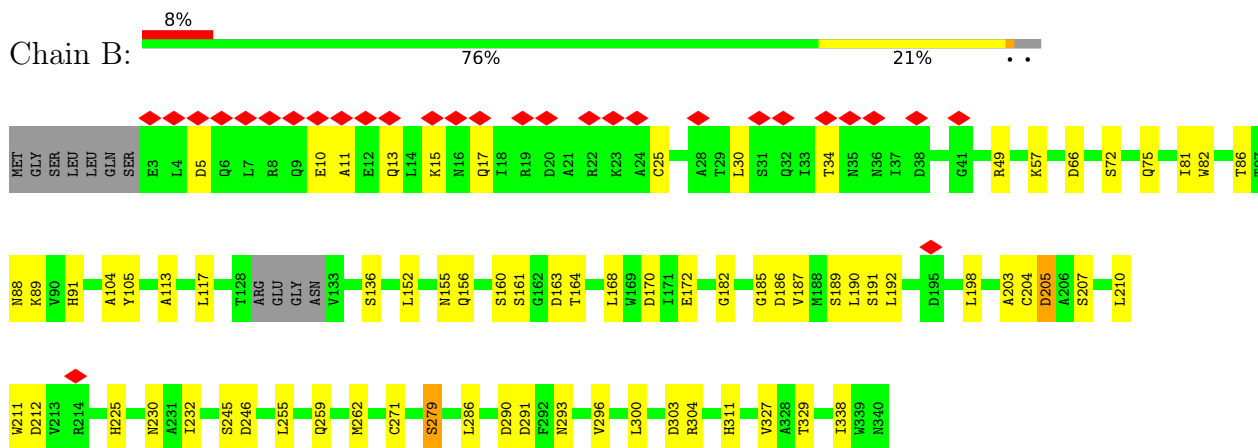 8%
Chain B:
76% 21% • •
MET GLY SER LEU LEU GLN SER E3 L4 D5 Q6 L7 R8 Q9 E10 A11 E12 Q13 L14 K15 N16 Q17 I18 R19 D20 A21 R22 K23 A24 C25 A28 T29 L30 S31 Q32 I33 T34 N35 N36 I37 D38 G41 R49 K57 D66 S72 Q75 I81 W82 T86 T87
N88 K89 V90 H91 A104 Y105 A113 L117 T128 ARG GLU GLY ASN V133 S136 L152 N155 Q156 S160 S161 G162 D163 T164 L168 W169 D170 I171 E172 G182 G185 D186 V187 M188 S189 L190 S191 L192 D195 L198 A203 C204 D205 A206 S207 L210
W211 D212 V213 R214 H225 N230 A231 I232 S245 D246 L255 Q259 M262 C271 S279 L286 D290 D291 F292 N293 V296 L300 D303 R304 H311 V327 A328 T329 I338 W339 N340